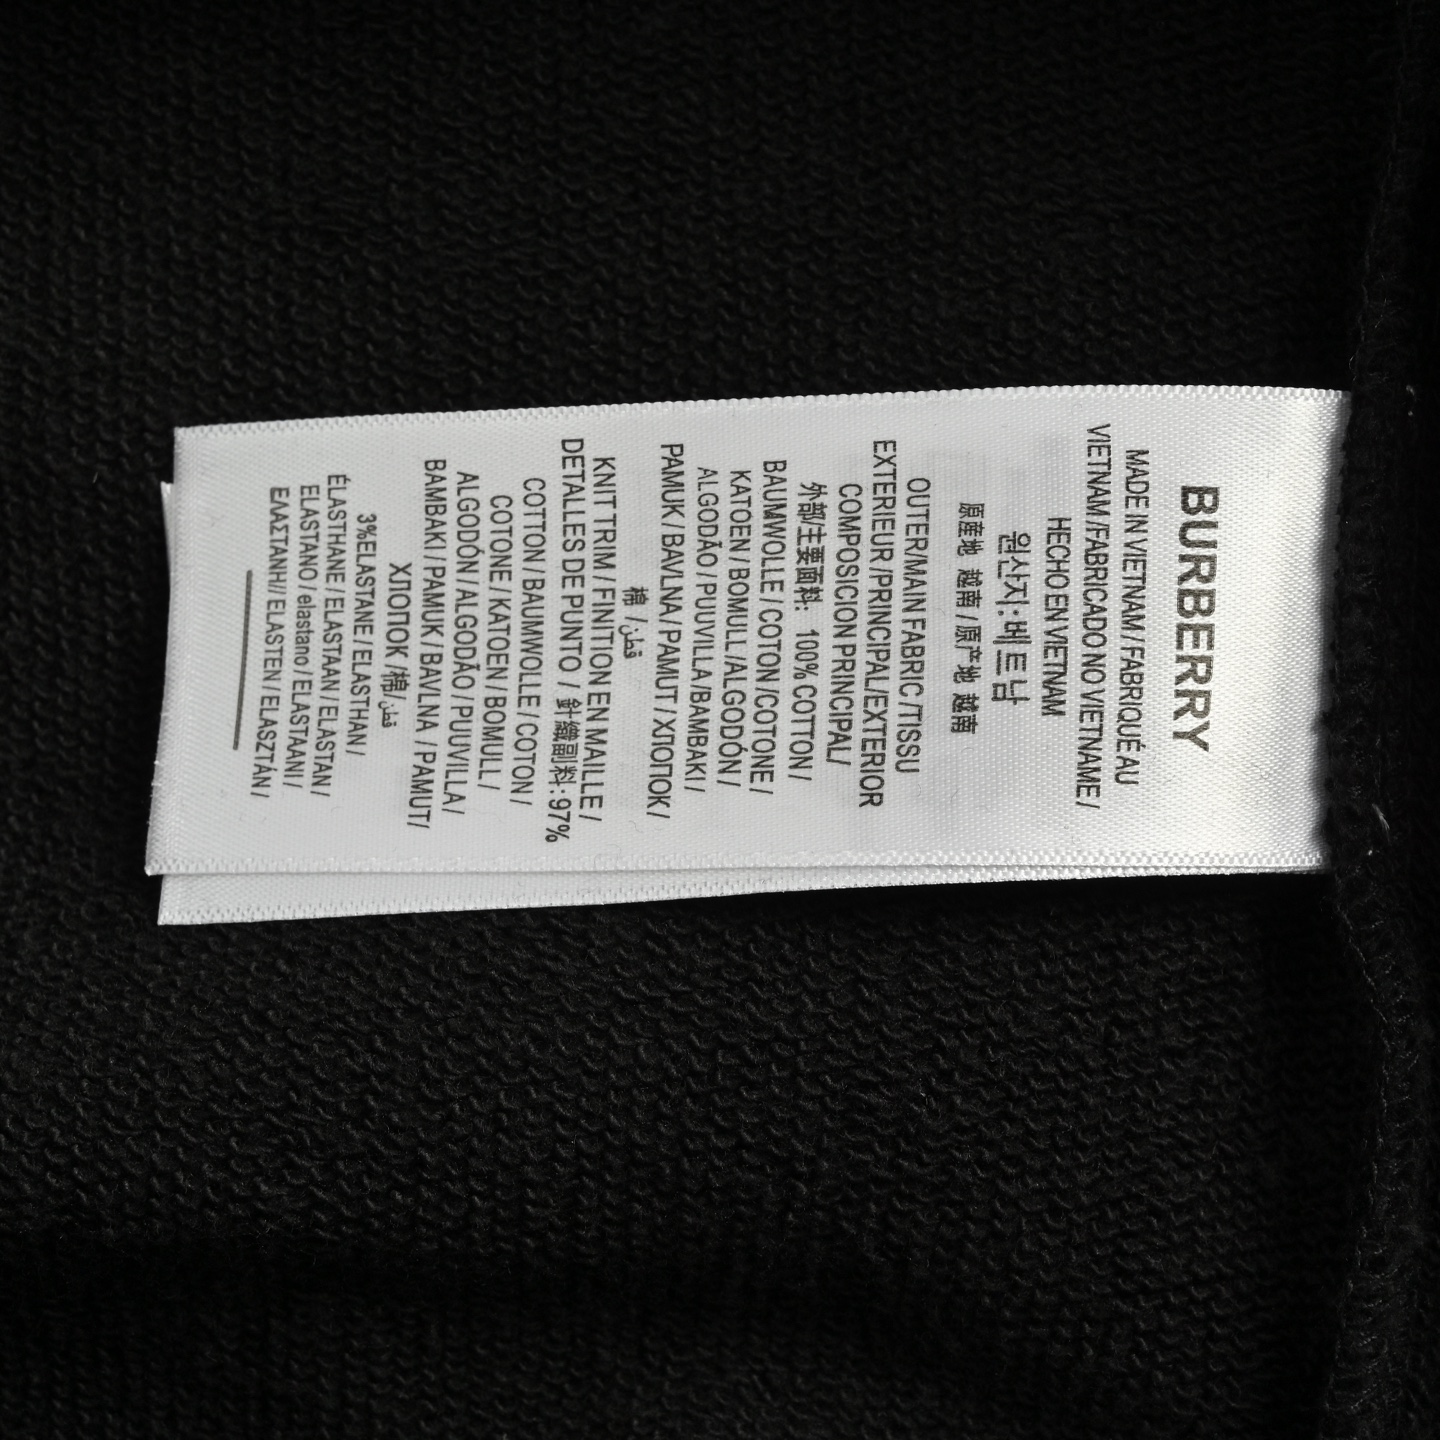 BURBERRY
MADE IN VIETNAM / FABRIQUÉ AU
VIETNAM /FABRICADO NO VIETNAME /
HECHO EN VIETNAM
원산지:베트남
原産地 越南 / 原产地 越南
OUTER/MAIN FABRIC /TISSU
EXTERIEUR /PRINCIPAL/EXTERIOR
COMPOSICION PRINCIPAL/
外部/主要面料: 100% COTTON /
BAUMWOLLE / COTON /COTONE /
KATOEN / BOMULL /ALGODÓN /
ALGODÃO / PUUVILLA /BAMBAKI /
PAMUK / BAVLNA / PAMUT / ХЛОПОК /
棉 / قطن
KNIT TRIM / FINITION EN MAILLE /
DETALLES DE PUNTO / 針織副料:97%
COTTON / BAUMWOLLE / COTON /
COTONE / KATOEN / BOMULL /
ALGODÓN / ALGODÃO / PUUVILLA /
BAMBAKI / PAMUK / BAVLNA / PAMUT/
ХЛОПОК /棉/ قطن
3%ELASTANE / ELASTHAN /
ÉLASTHANE / ELASTAAN / ELASTAN /
ELASTANO / elastano / ELASTAANI /
ΕΛΑΣΤΑΝΗ// ELASTEN / ELASZTÁN /